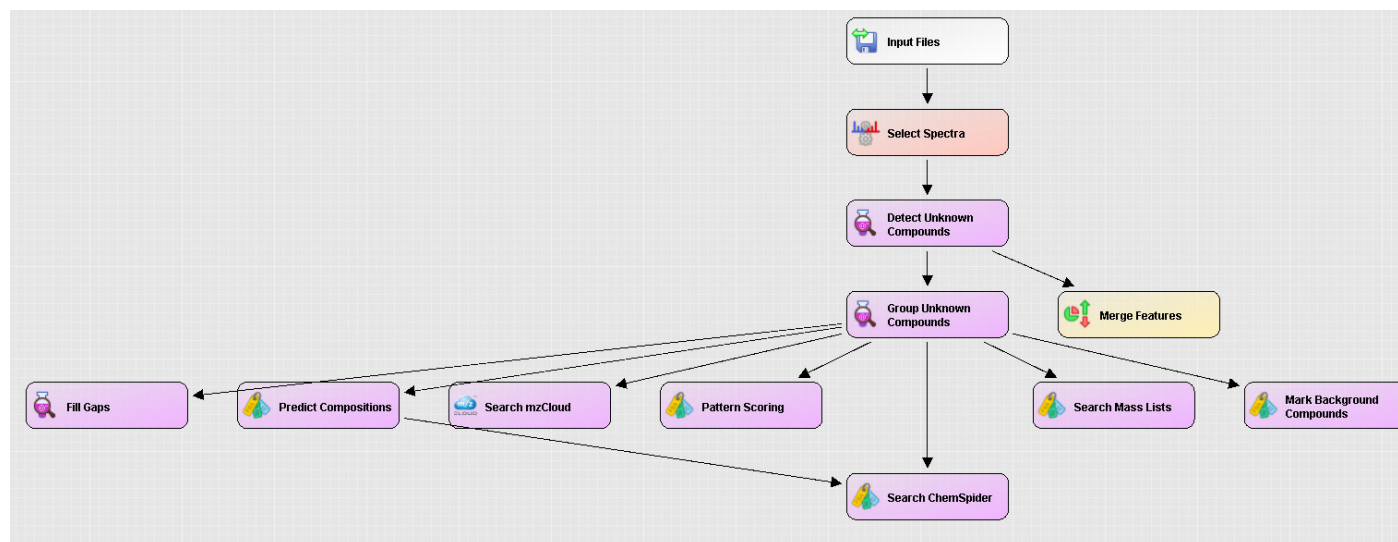 Input Files
Select Spectra
Detect Unknown
Compounds
Group Unknown
Compounds
Merge Features
Fill Gaps
Predict Compositions
m/z
CLOUD
Search mzCloud
Pattern Scoring
Search Mass Lists
Mark Background
Compounds
Search ChemSpider